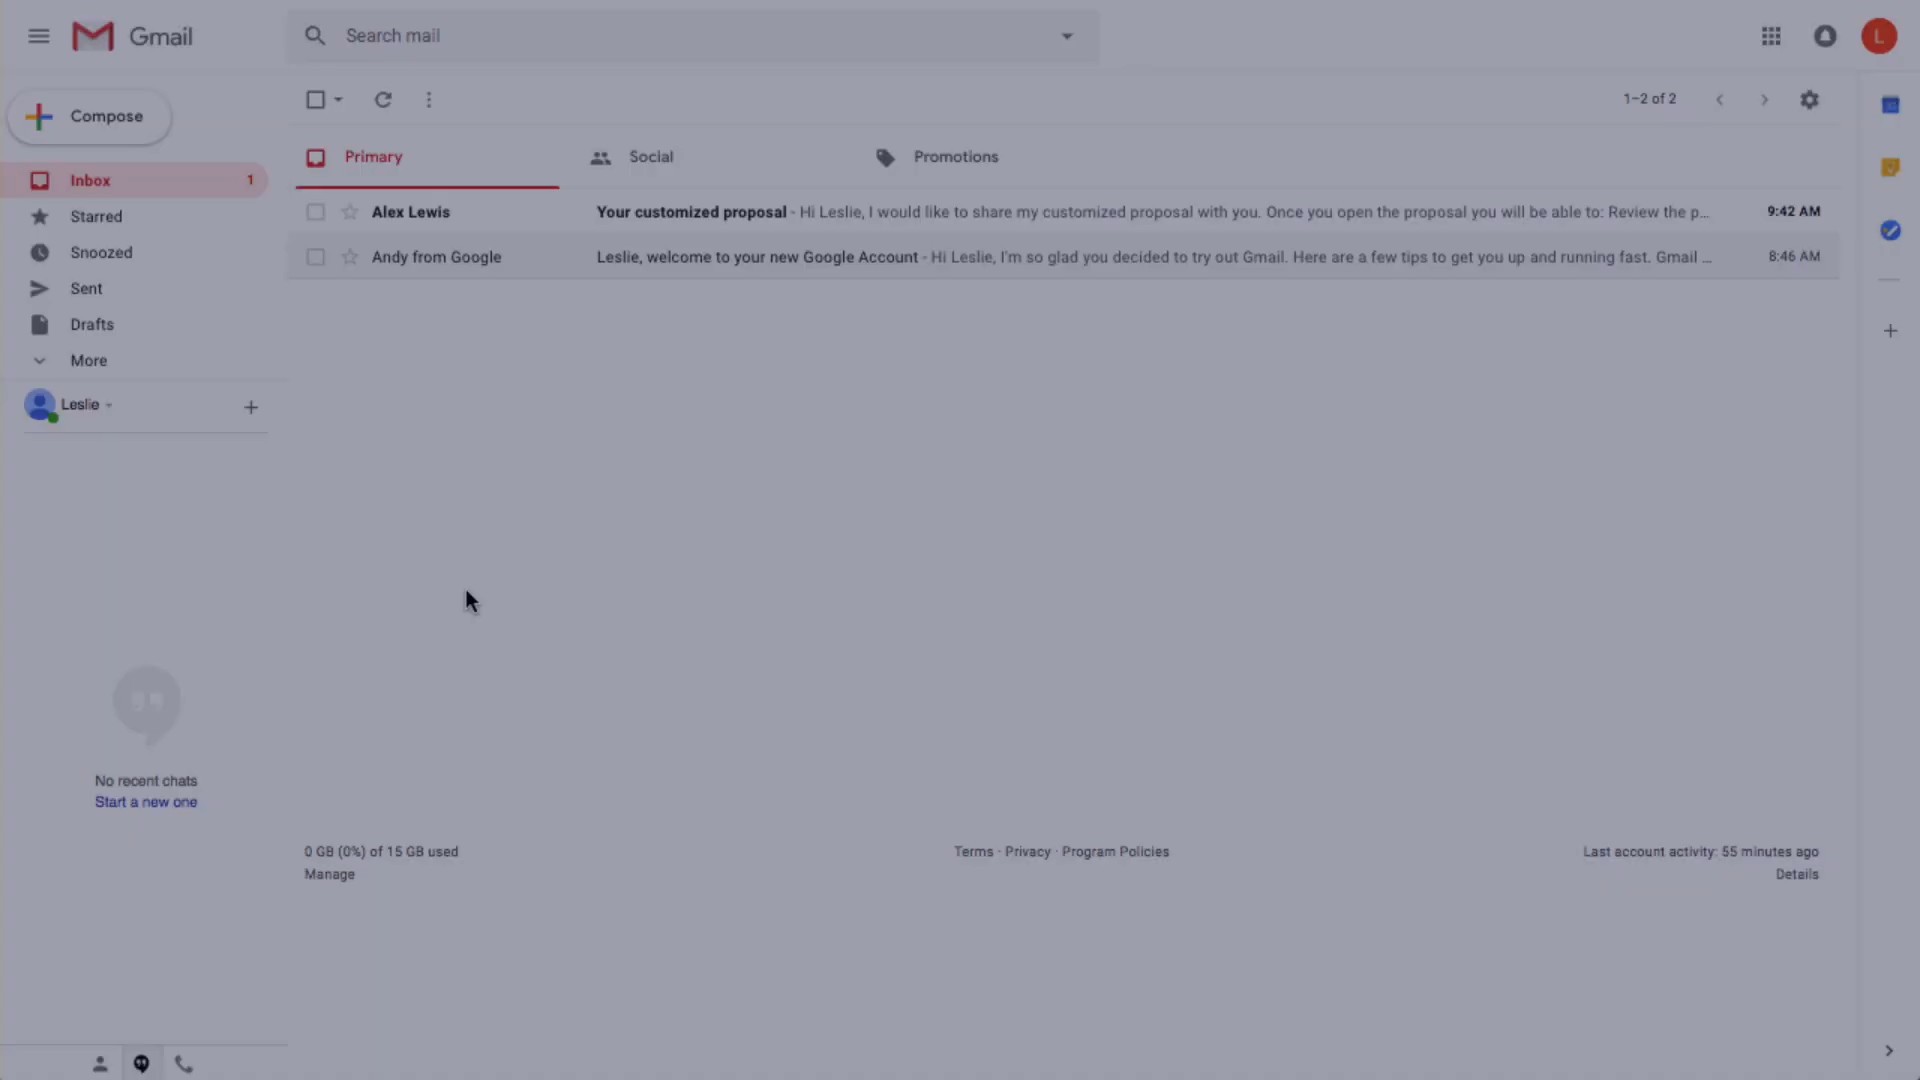 Gmail
Search mail
L
Compose
1–2 of 2
Primary
Social
Promotions
Inbox 1
Starred
Snoozed
Sent
Drafts
More
Leslie
Alex Lewis Your customized proposal - Hi Leslie, I would like to share my customized proposal with you. Once you open the proposal you will be able to: Review the p... 9:42 AM
Andy from Google Leslie, welcome to your new Google Account - Hi Leslie, I'm so glad you decided to try out Gmail. Here are a few tips to get you up and running fast. Gmail ... 8:46 AM
No recent chats
Start a new one
0 GB (0%) of 15 GB used
Manage
Terms · Privacy · Program Policies
Last account activity: 55 minutes ago
Details